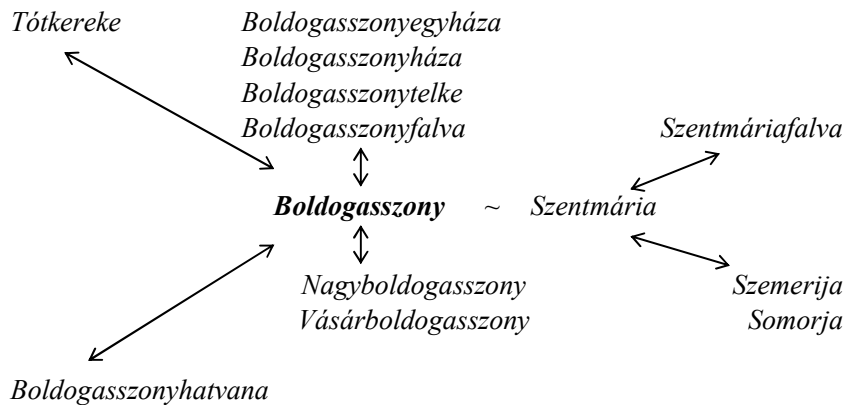 Tótkereke Boldogasszonyegyháza
Boldogasszonyháza
Boldogasszonytelke
Boldogasszonyfalva Szentmáriafalva
Boldogasszony ~ Szentmária
Nagyboldogasszony Szemerija
Vásárboldogasszony Somorja
Boldogasszonyhatvana